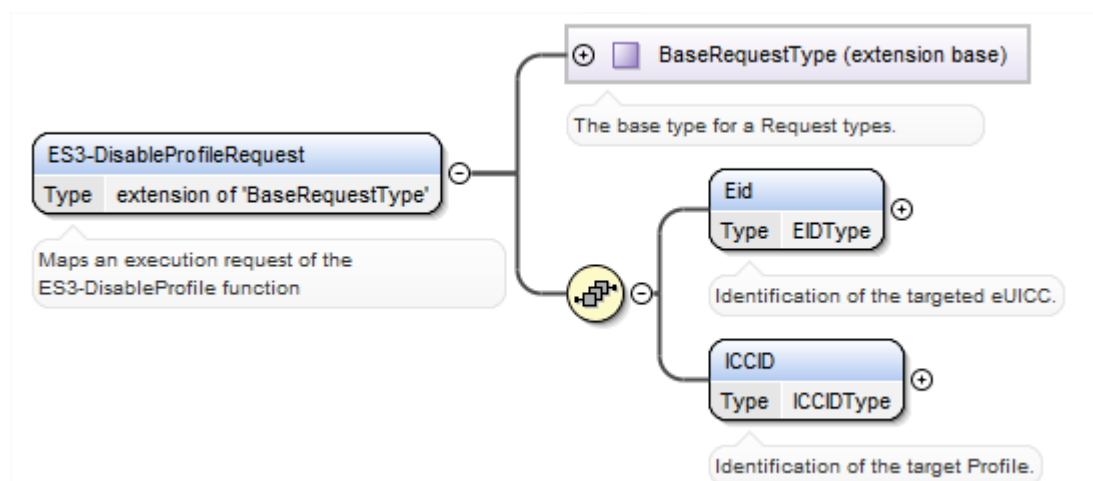 BaseRequestType (extension base)
The base type for a Request types.
ES3-DisableProfileRequest
Type extension of 'BaseRequestType'
Maps an execution request of the
ES3-DisableProfile function
Eid
Type EIDType
Identification of the targeted eUICC.
ICCID
Type ICCIDType
Identification of the target Profile.